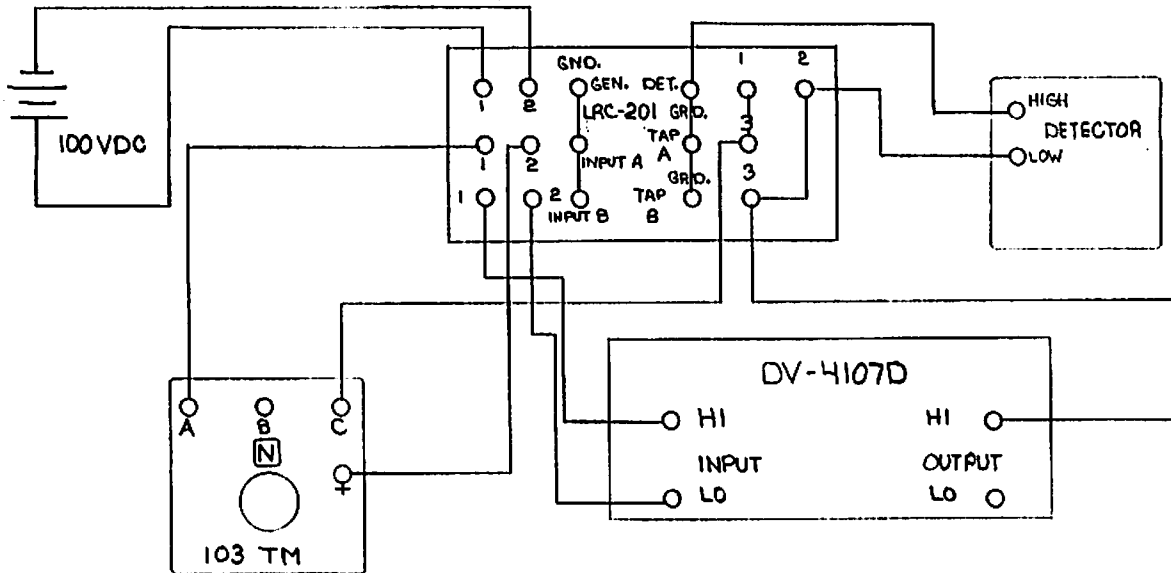 GND.
1 2 GEN. DET. 1 2
LRC-201 GRD.
100VDC
1 2 INPUT A TAP A 3
GRD.
1 2 INPUT B TAP B 3
HIGH
DETECTOR
LOW
DV-4107D
A B C
N
103 TM
HI HI
INPUT OUTPUT
LO LO